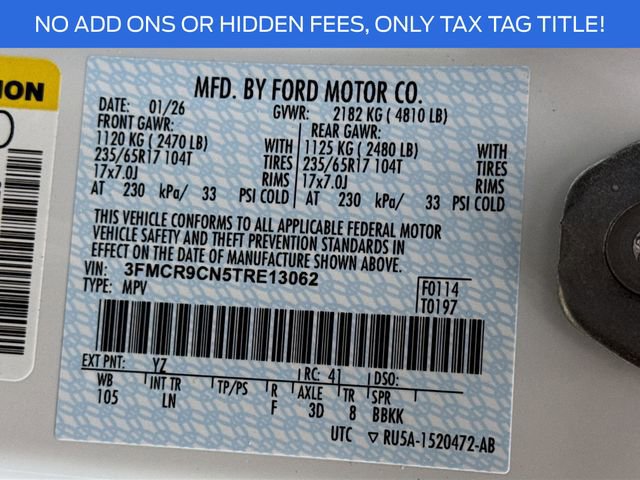 NO ADD ONS OR HIDDEN FEES, ONLY TAX TAG TITLE!
MFD. BY FORD MOTOR CO.
DATE: 01/26 GVWR: 2182 KG ( 4810 LB)
FRONT GAWR: REAR GAWR:
1120 KG ( 2470 LB) WITH 1125 KG ( 2480 LB) WITH
235/65R17 104T TIRES 235/65R17 104T TIRES
17x7.0J RIMS 17x7.0J RIMS
AT 230 kPa/ 33 PSI COLD AT 230 kPa/ 33 PSI COLD
THIS VEHICLE CONFORMS TO ALL APPLICABLE FEDERAL MOTOR
VEHICLE SAFETY AND THEFT PREVENTION STANDARDS IN
EFFECT ON THE DATE OF MANUFACTURE SHOWN ABOVE.
VIN: 3FMCR9CN5TRE13062 F0114
TYPE: MPV T0197
EXT PNT: YZ RC: 41 DSO:
WB INT TR TP/PS R AXLE TR SPR
105 LN F 3D 8 BBKK
UTC ▽ RU5A-1520472-AB